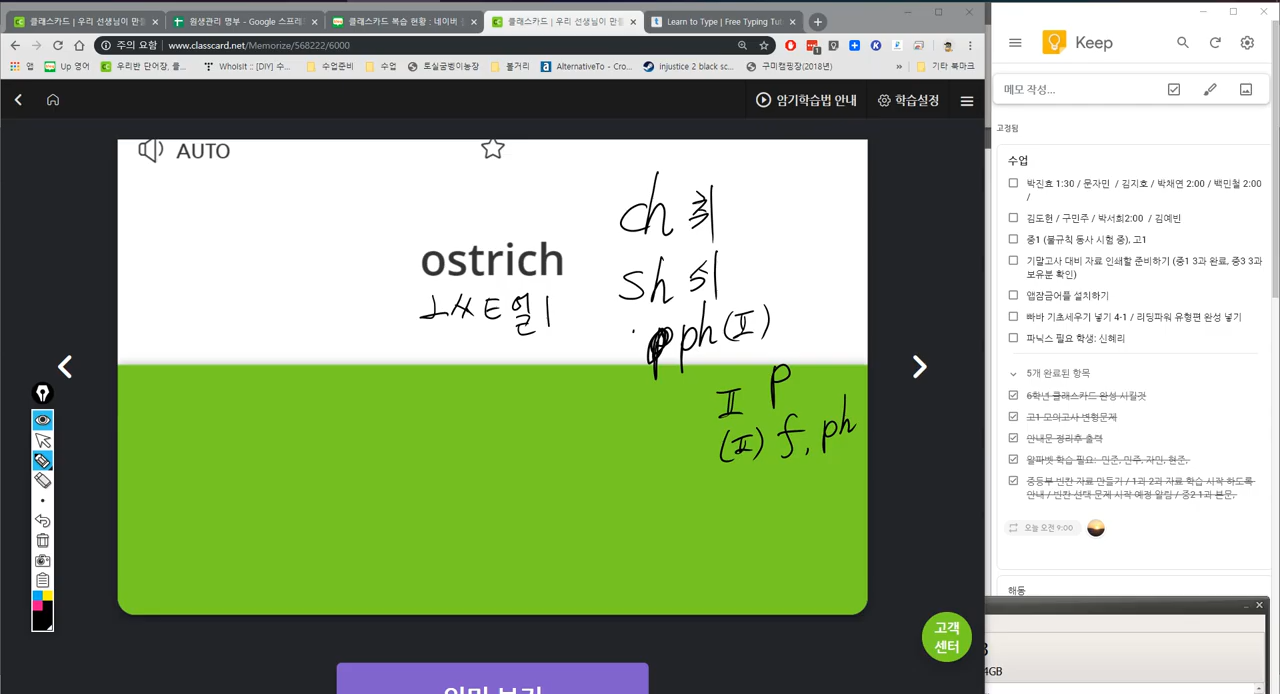 클래스카드 | 우리 선생님이 만들
원생관리 명부 - Google 스프레
클래스카드 복습 현황 : 네이버
클래스카드 | 우리 선생님이 만들
Learn to Type | Free Typing Tut
주의 요함 | www.classcard.net/Memorize/568222/6000
앱
Up 영어
우리반 단어장, 클...
WhoisIt :: [DIY] 수...
수업준비
수업
토실굼벵이농장
볼거리
AlternativeTo - Cro...
injustice 2 black sc...
구미캠핑장(2018년)
»
기타 북마크
암기학습법 안내
학습설정
AUTO
ostrich
ch 취
sh 쉬
ph (ㅍ)
ㅍ p
(ㅍ) f, ph
고객
센터
의미 보기
Keep
메모 작성...
고정됨
수업
박진효 1:30 / 문자민 / 김지호 / 박채연 2:00 / 백민철 2:00
/
김도현 / 구민주 / 박서희2:00 / 김예빈
중1 (불규칙 동사 시험 중), 고1
기말고사 대비 자료 인쇄할 준비하기 (중1 3과 완료, 중3 3과
보유분 확인)
앱잠금어플 설치하기
빠바 기초세우기 넣기 4-1 / 리딩파워 유형편 완성 넣기
파닉스 필요 학생: 신혜리
5개 완료된 항목
6학년 클래스카드 완성 시킬것
고1 모의고사 변형문제
안내문 정리후 출력
알파벳 학습 필요: 민준, 민주, 자민, 현준,
중등부 빈칸 자료 만들기 / 1과 2과 자료 학습 시작 하도록
안내 / 빈칸 선택 문제 시작 예정 알림 / 중2 1과 본문,
오늘 오전 9:00
해동
4GB